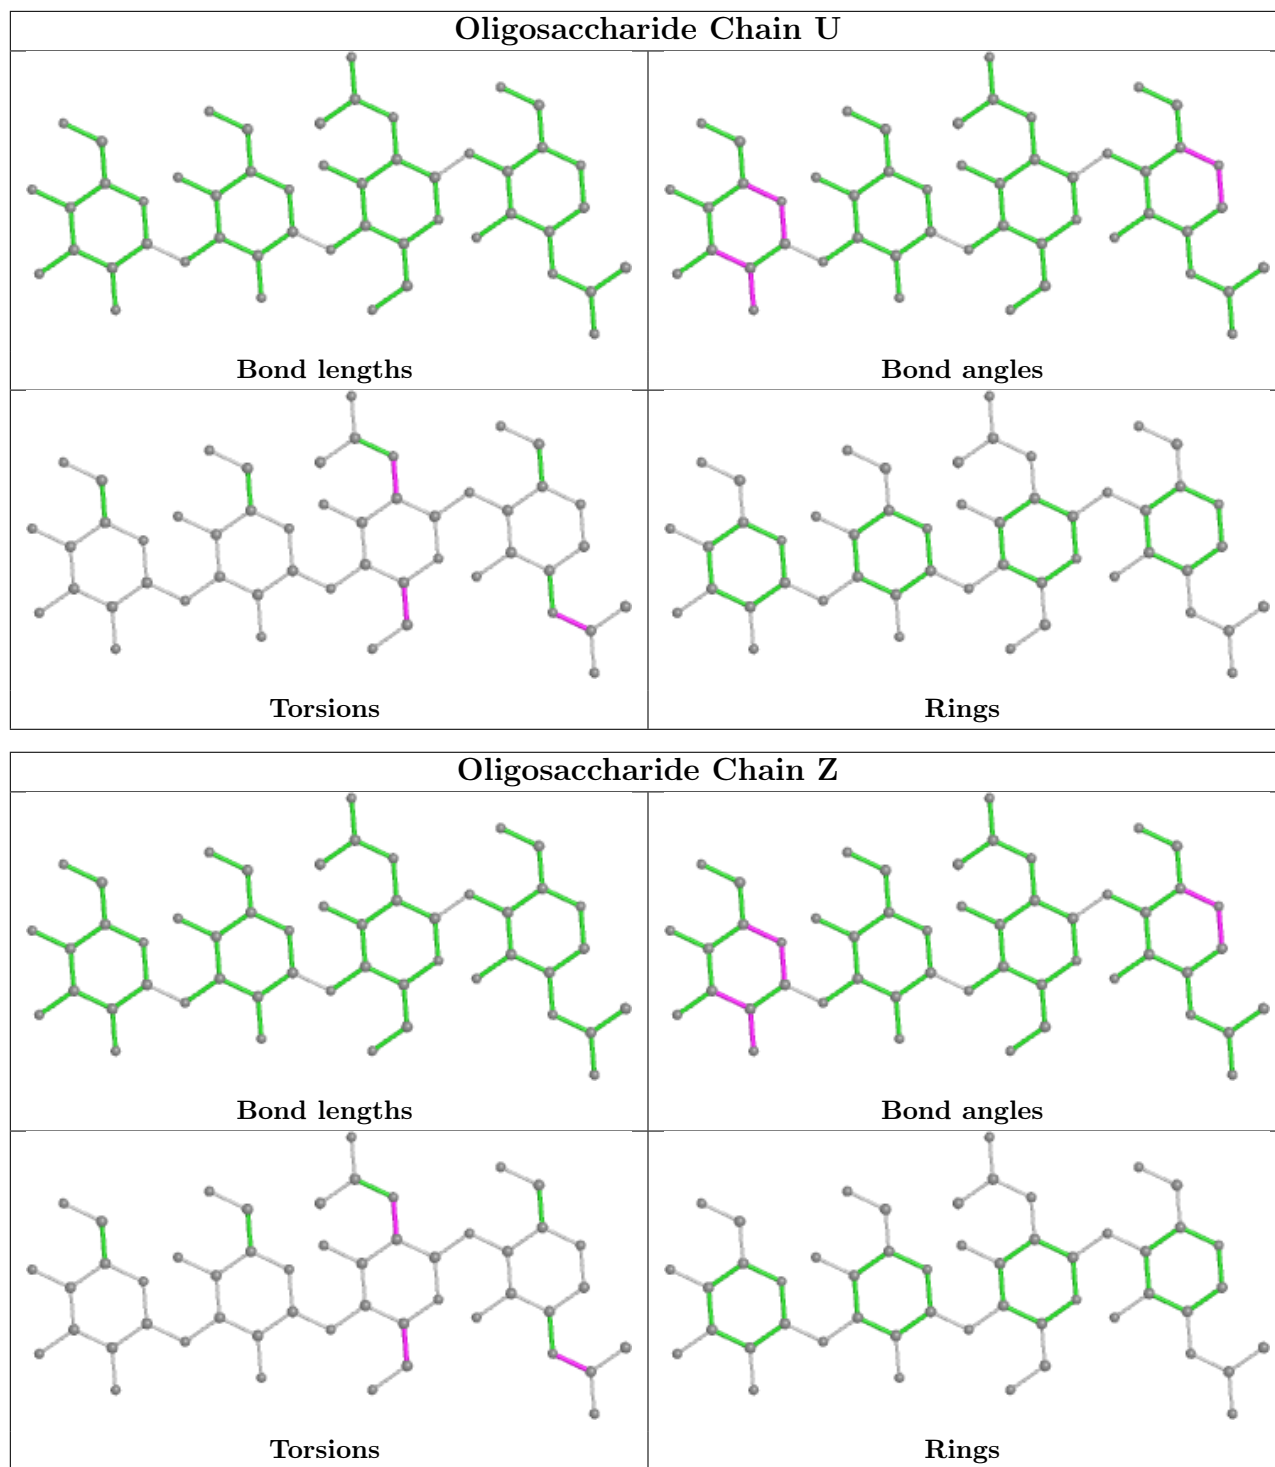 Oligosaccharide Chain U
Bond lengths
Bond angles
Torsions
Rings
Oligosaccharide Chain Z
Bond lengths
Bond angles
Torsions
Rings